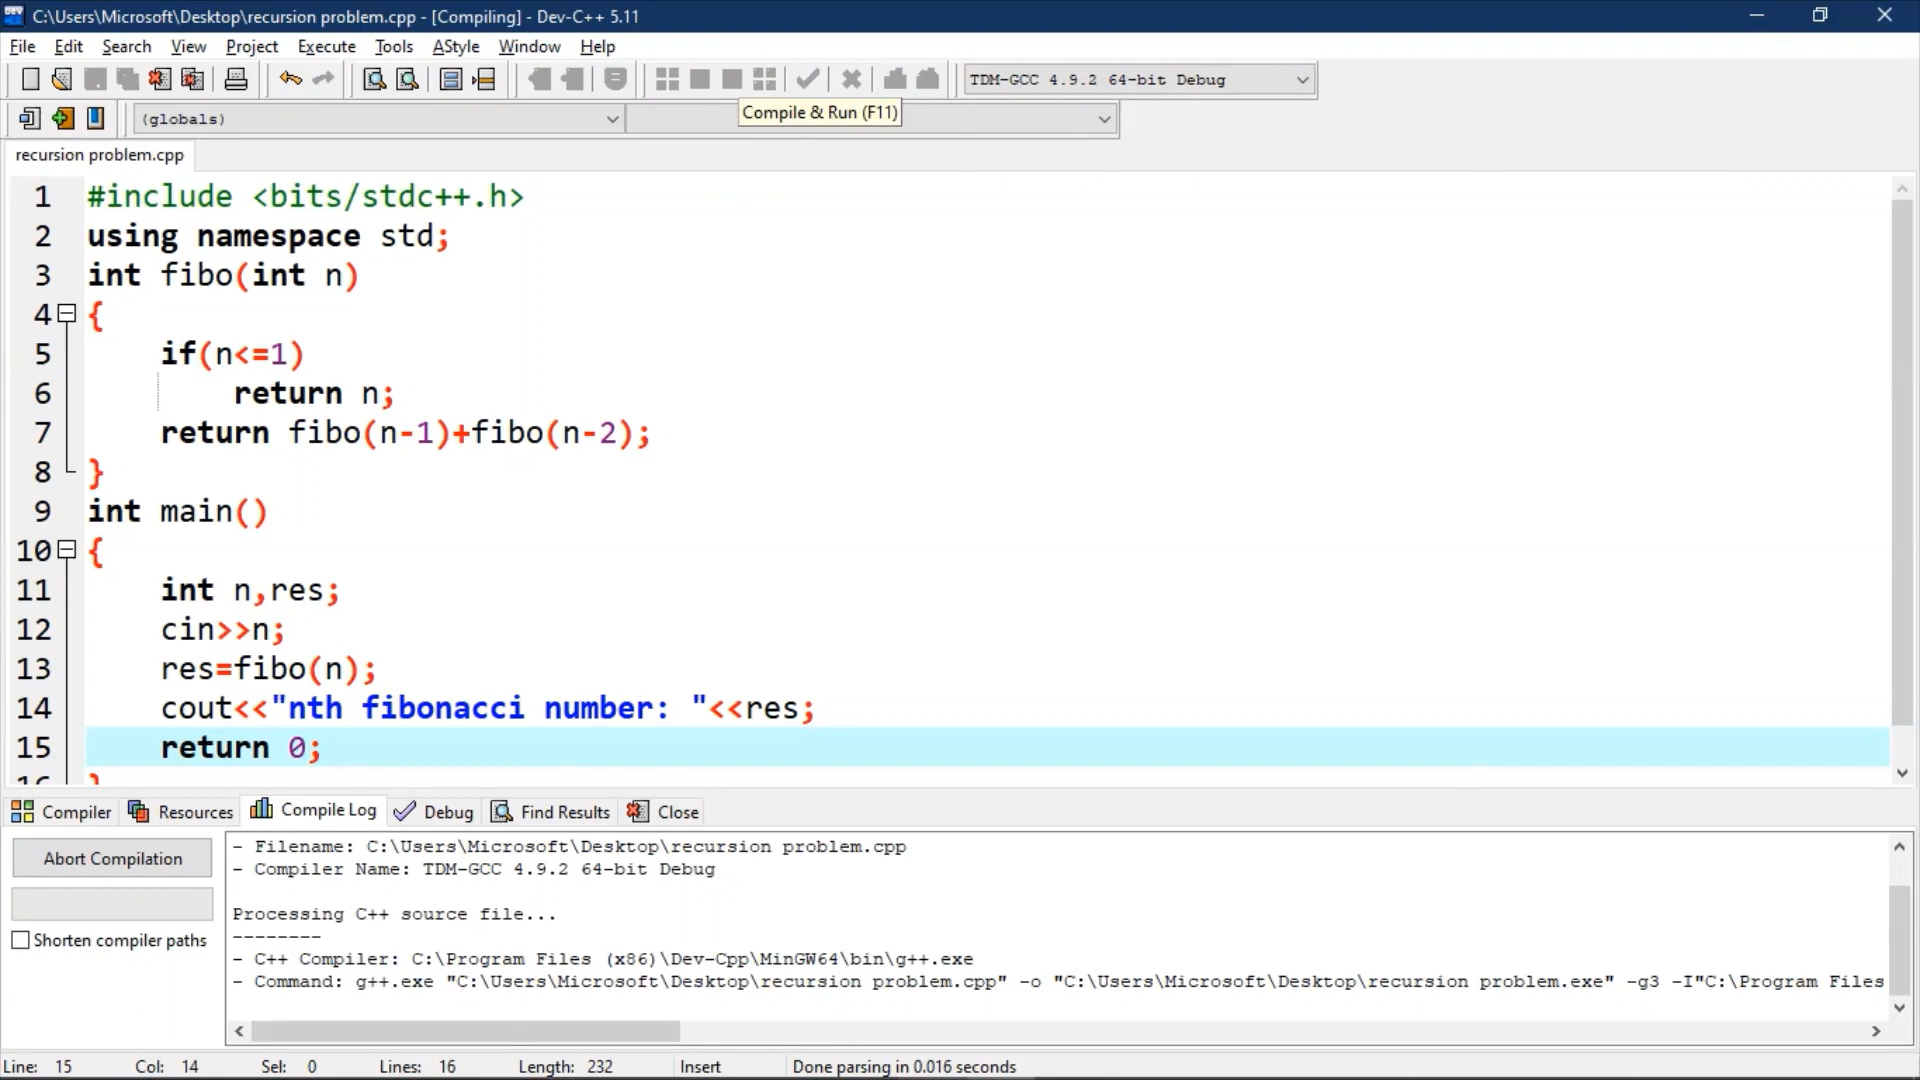 C:\Users\Microsoft\Desktop\recursion problem.cpp - [Compiling] - Dev-C++ 5.11
File Edit Search View Project Execute Tools AStyle Window Help
TDM-GCC 4.9.2 64-bit Debug
(globals)
Compile & Run (F11)
recursion problem.cpp
1 #include <bits/stdc++.h>
2 using namespace std;
3 int fibo(int n)
4 {
5 if(n<=1)
6 return n;
7 return fibo(n-1)+fibo(n-2);
8 }
9 int main()
10 {
11 int n,res;
12 cin>>n;
13 res=fibo(n);
14 cout<<"nth fibonacci number: "<<res;
15 return 0;
16 }
Compiler Resources Compile Log Debug Find Results Close
Abort Compilation
Shorten compiler paths
- Filename: C:\Users\Microsoft\Desktop\recursion problem.cpp
- Compiler Name: TDM-GCC 4.9.2 64-bit Debug
Processing C++ source file...
--------
- C++ Compiler: C:\Program Files (x86)\Dev-Cpp\MinGW64\bin\g++.exe
- Command: g++.exe "C:\Users\Microsoft\Desktop\recursion problem.cpp" -o "C:\Users\Microsoft\Desktop\recursion problem.exe" -g3 -I"C:\Program Files
Line: 15 Col: 14 Sel: 0 Lines: 16 Length: 232 Insert Done parsing in 0.016 seconds